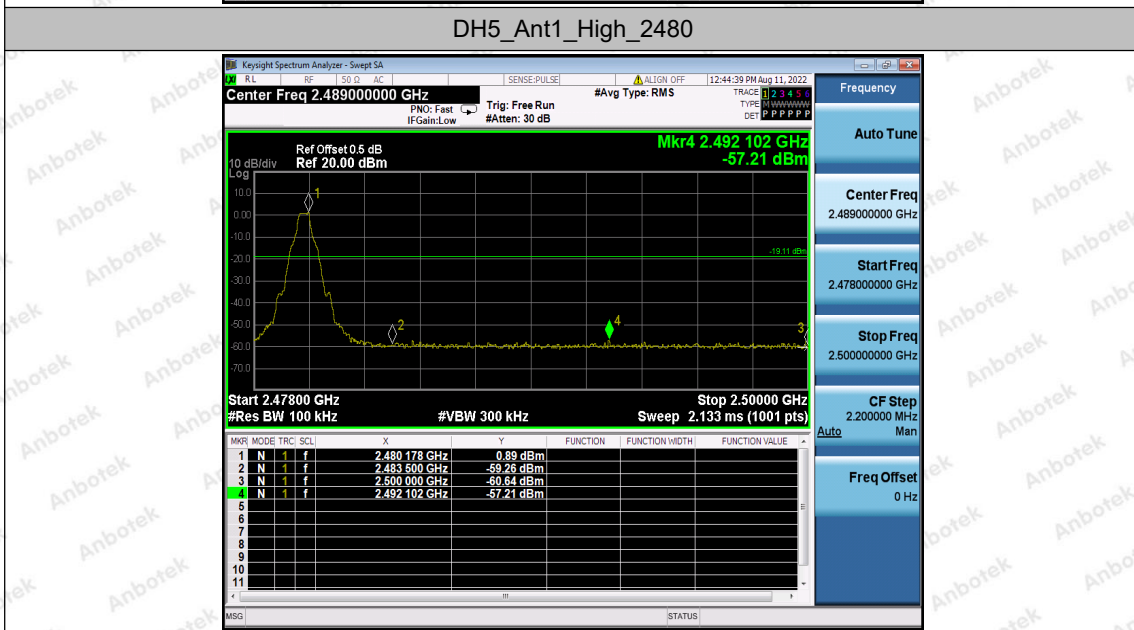 DH5_Ant1_High_2480
Keysight Spectrum Analyzer - Swept SA
RL RF 50 Ω AC SENSE:PULSE ALIGN OFF 12:44:39 PM Aug 11, 2022
Center Freq 2.489000000 GHz #Avg Type: RMS TRACE 1 2 3 4 5 6
PNO: Fast Trig: Free Run TYPE M WWWWW
IFGain:Low #Atten: 30 dB DET P P P P P P
Mkr4 2.492 102 GHz
-57.21 dBm
Ref Offset 0.5 dB
10 dB/div Ref 20.00 dBm
Log
10.0
0.00
-10.0
-20.0
-30.0
-40.0
-50.0
-60.0
-70.0
1
2
4
3
-19.11 dBm
Start 2.47800 GHz Stop 2.50000 GHz
#Res BW 100 kHz #VBW 300 kHz Sweep 2.133 ms (1001 pts)
MKR MODE TRC SCL X Y FUNCTION FUNCTION WIDTH FUNCTION VALUE
1 N 1 f 2.480 178 GHz 0.89 dBm
2 N 1 f 2.483 500 GHz -59.26 dBm
3 N 1 f 2.500 000 GHz -60.64 dBm
4 N 1 f 2.492 102 GHz -57.21 dBm
5
6
7
8
9
10
11
MSG STATUS
Frequency
Auto Tune
Center Freq
2.489000000 GHz
Start Freq
2.478000000 GHz
Stop Freq
2.500000000 GHz
CF Step
2.200000 MHz
Auto Man
Freq Offset
0 Hz
Anbotek